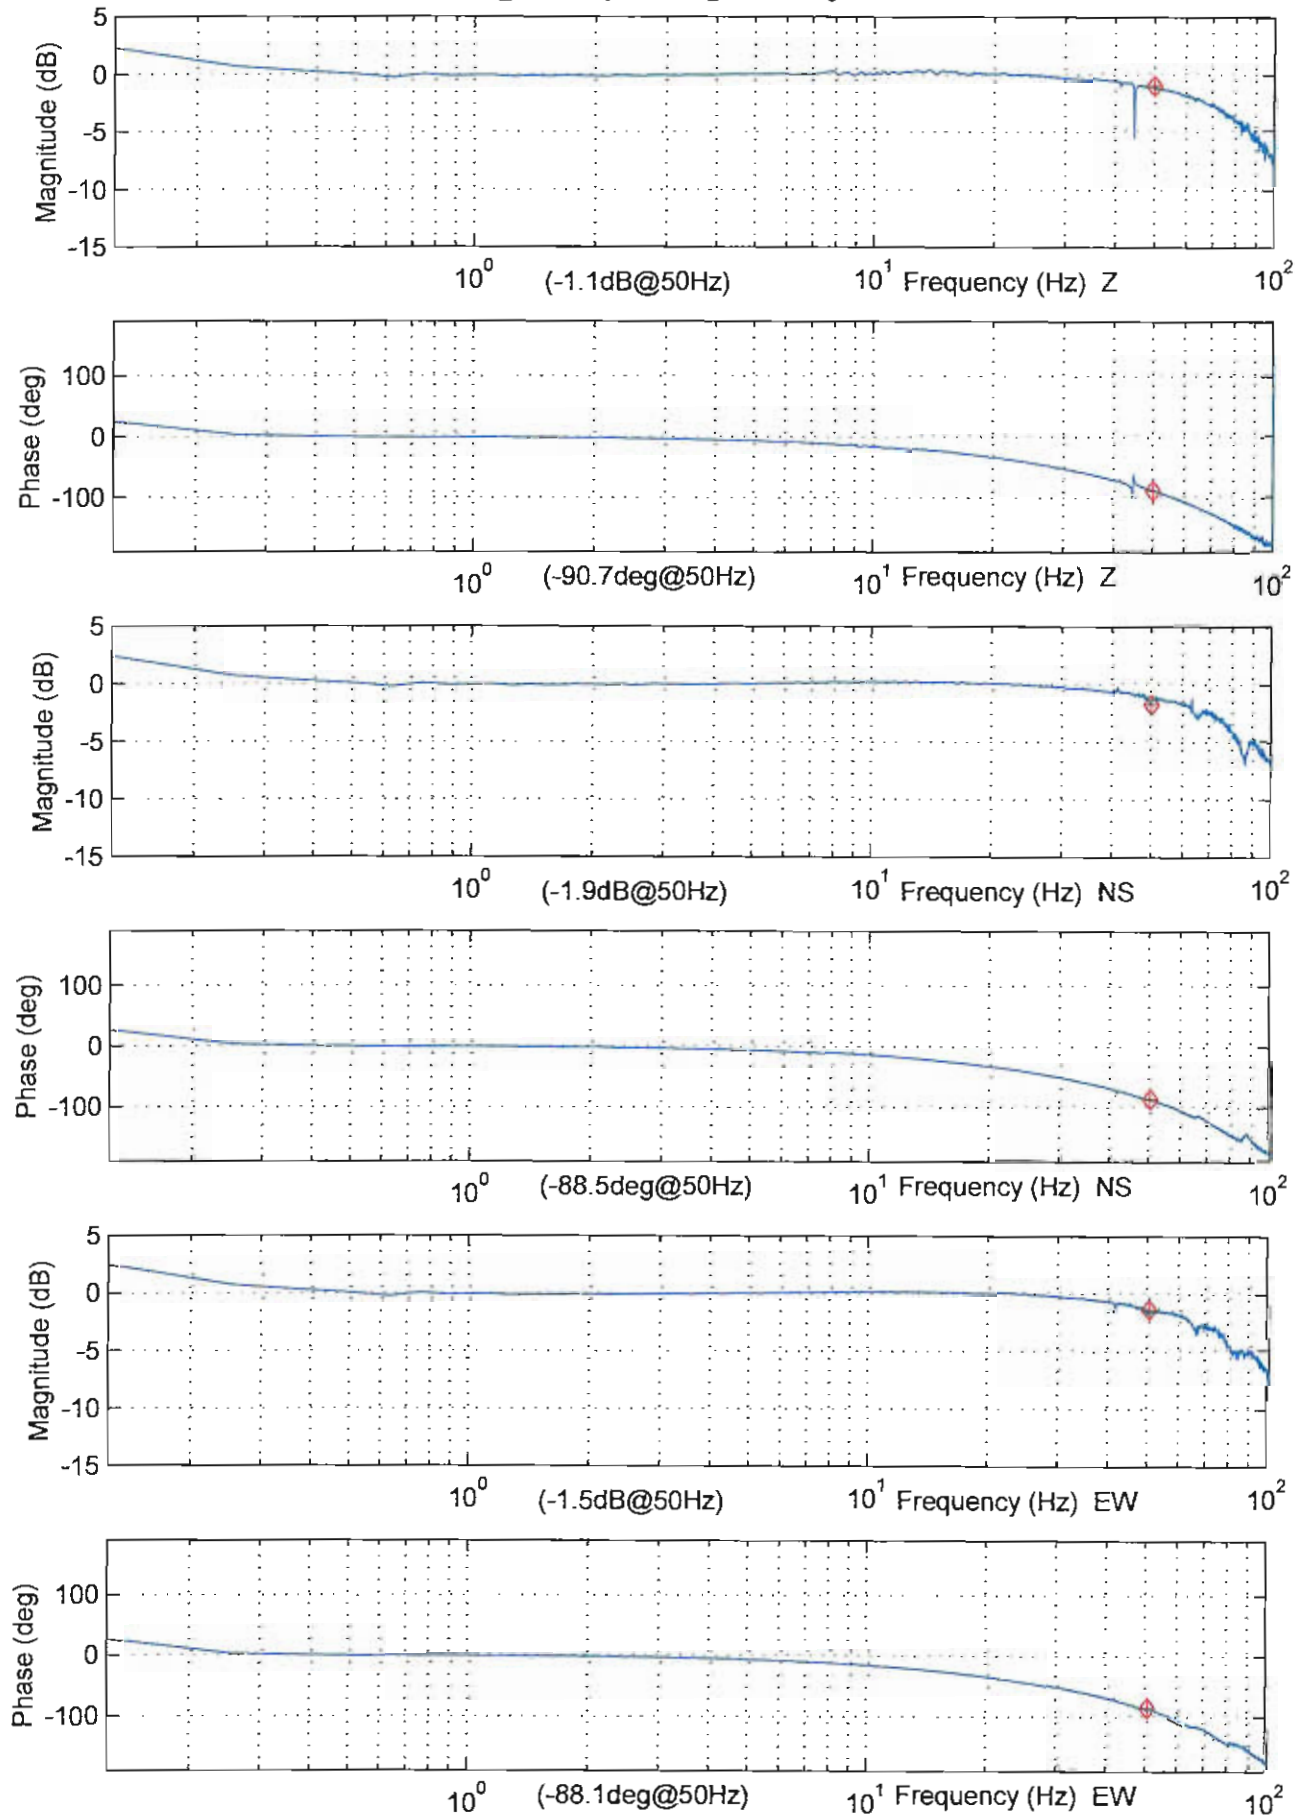 5
0
-5
-10
-15
Magnitude (dB)
10^0 (-1.1dB@50Hz) 10^1 Frequency (Hz) Z 10^2
100
0
-100
Phase (deg)
10^0 (-90.7deg@50Hz) 10^1 Frequency (Hz) Z 10^2
5
0
-5
-10
-15
Magnitude (dB)
10^0 (-1.9dB@50Hz) 10^1 Frequency (Hz) NS 10^2
100
0
-100
Phase (deg)
10^0 (-88.5deg@50Hz) 10^1 Frequency (Hz) NS 10^2
5
0
-5
-10
-15
Magnitude (dB)
10^0 (-1.5dB@50Hz) 10^1 Frequency (Hz) EW 10^2
100
0
-100
Phase (deg)
10^0 (-88.1deg@50Hz) 10^1 Frequency (Hz) EW 10^2